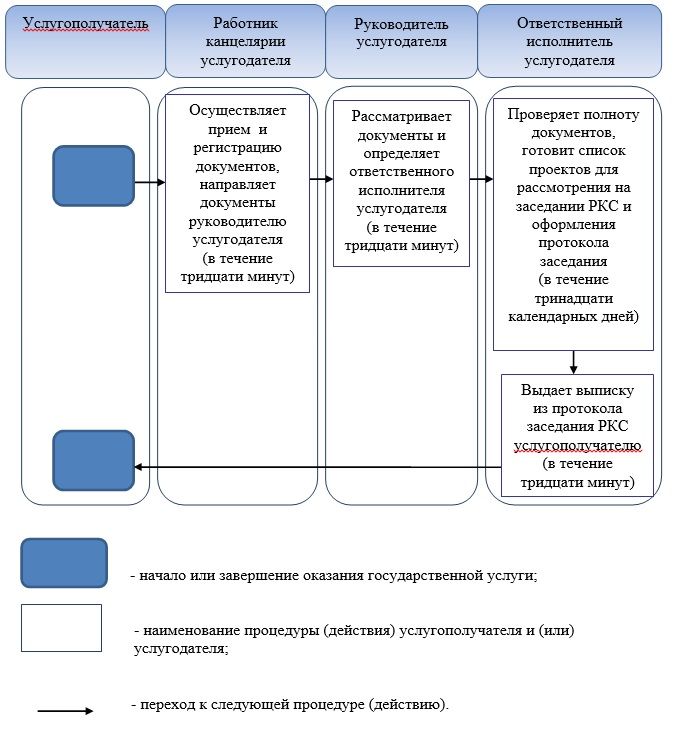 Услугополучатель
Работник
канцелярии
услугодателя
Руководитель
услугодателя
Ответственный
исполнитель
услугодателя
Осуществляет
прием и
регистрацию
документов,
направляет
документы
руководителю
услугодателя
(в течение
тридцати минут)
Рассматривает
документы и
определяет
ответственного
исполнителя
услугодателя
(в течение
тридцати минут)
Проверяет полноту
документов,
готовит список
проектов для
рассмотрения на
заседании РКС и
оформления
протокола
заседания
(в течение
тринадцати
календарных дней)
Выдает выписку
из протокола
заседания РКС
услугополучателю
(в течение
тридцати минут)
- начало или завершение оказания государственной услуги;
- наименование процедуры (действия) услугополучателя и (или)
услугодателя;
- переход к следующей процедуре (действию).